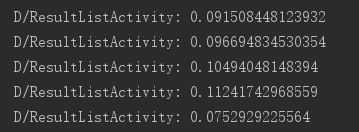 D/ResultListActivity: 0.091508448123932
D/ResultListActivity: 0.096694834530354
D/ResultListActivity: 0.10494048148394
D/ResultListActivity: 0.11241742968559
D/ResultListActivity: 0.0752929225564